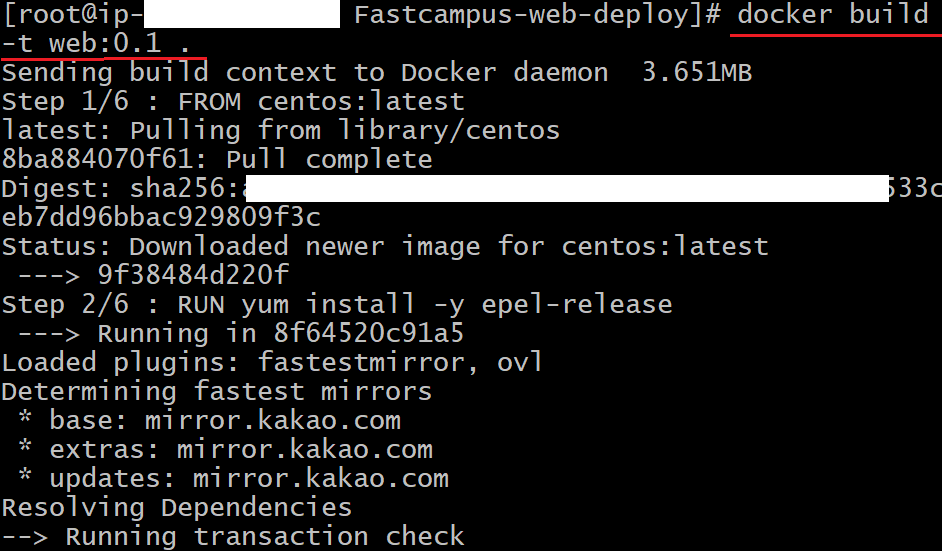 [root@ip- Fastcampus-web-deploy]# docker build
-t web:0.1 .
Sending build context to Docker daemon  3.651MB
Step 1/6 : FROM centos:latest
latest: Pulling from library/centos
8ba884070f61: Pull complete
Digest: sha256: 533c
eb7dd96bbac929809f3c
Status: Downloaded newer image for centos:latest
 ---> 9f38484d220f
Step 2/6 : RUN yum install -y epel-release
 ---> Running in 8f64520c91a5
Loaded plugins: fastestmirror, ovl
Determining fastest mirrors
 * base: mirror.kakao.com
 * extras: mirror.kakao.com
 * updates: mirror.kakao.com
Resolving Dependencies
--> Running transaction check